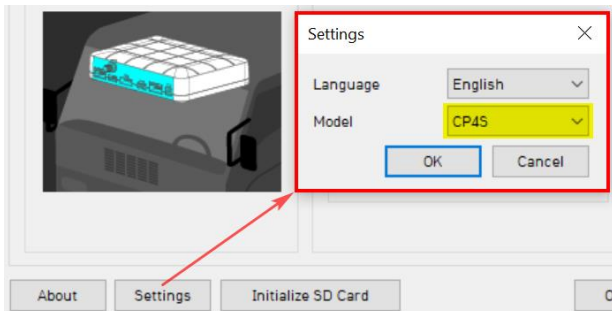 Settings
Language English
Model CP4S
OK Cancel
About Settings Initialize SD Card